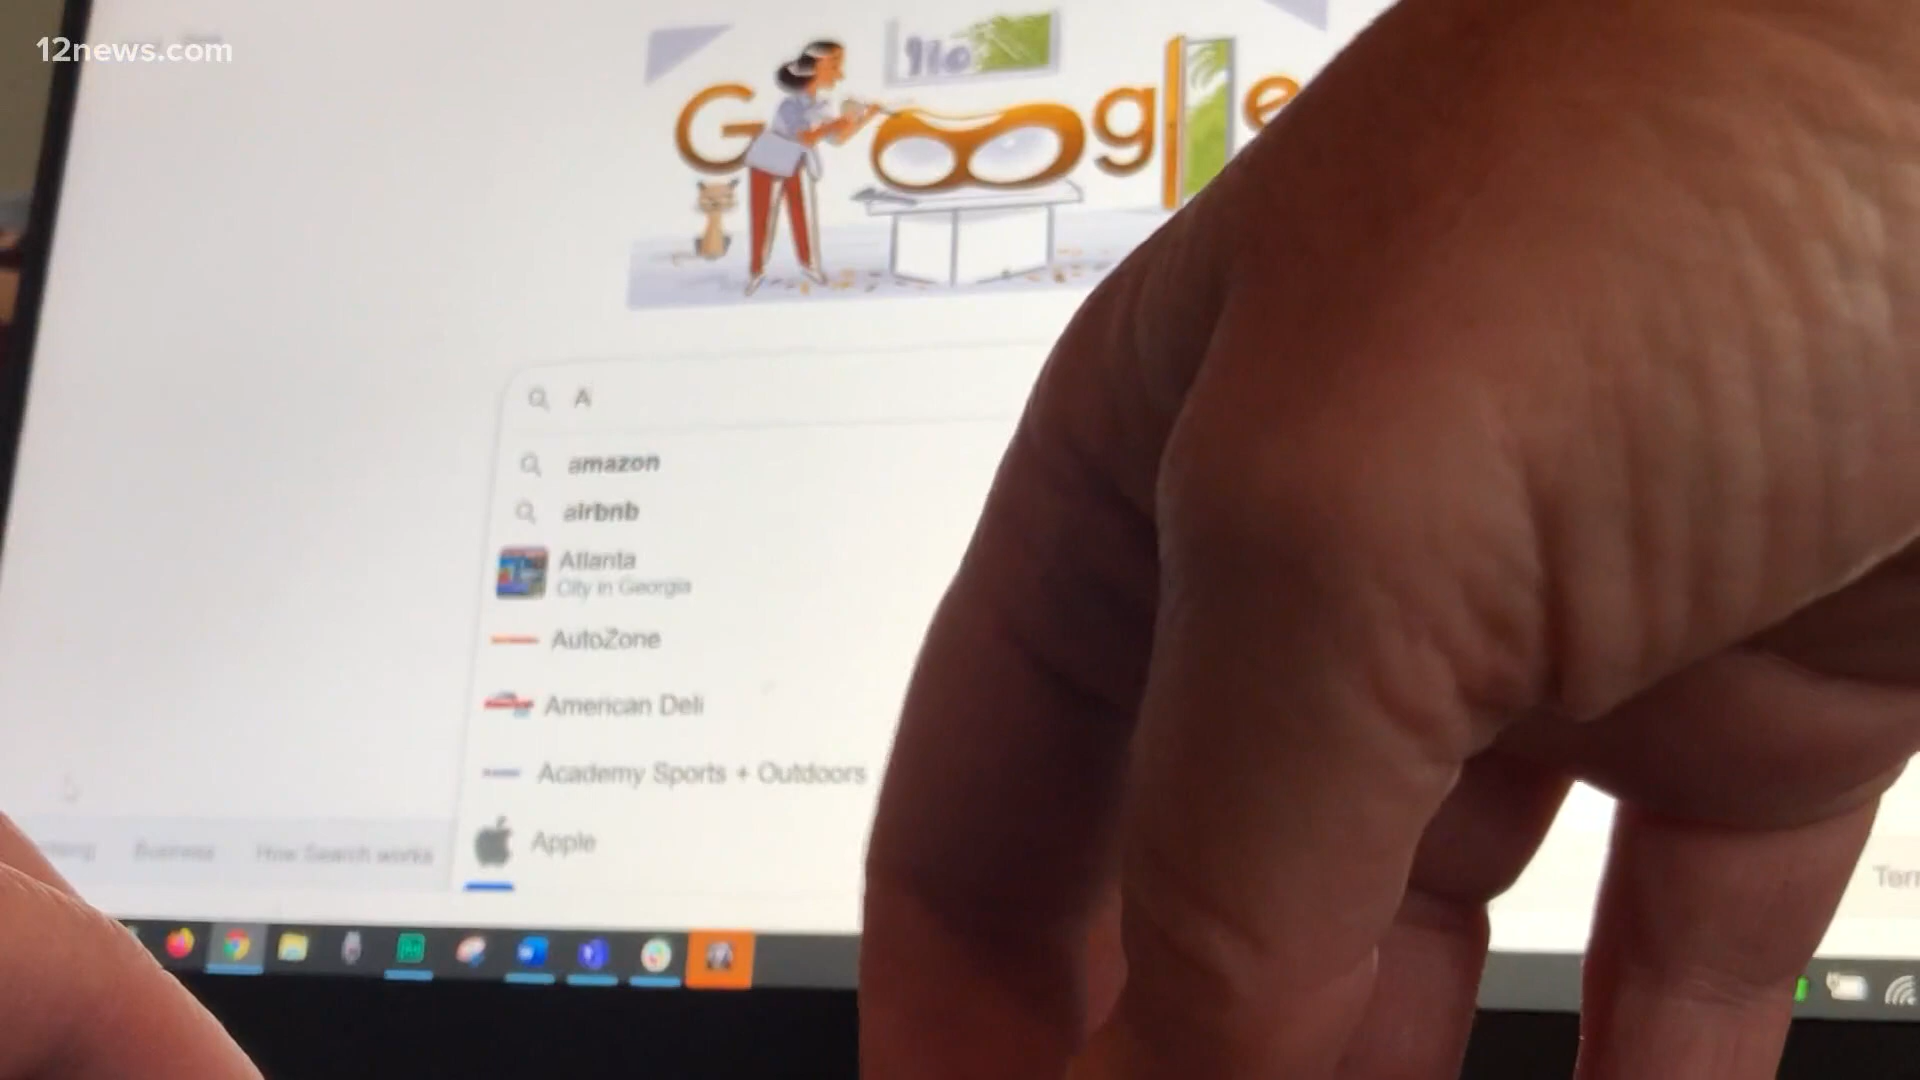 12news.com
Google
A
amazon
airbnb
Atlanta
City in Georgia
AutoZone
American Deli
Academy Sports + Outdoors
Apple
Business
How Search works